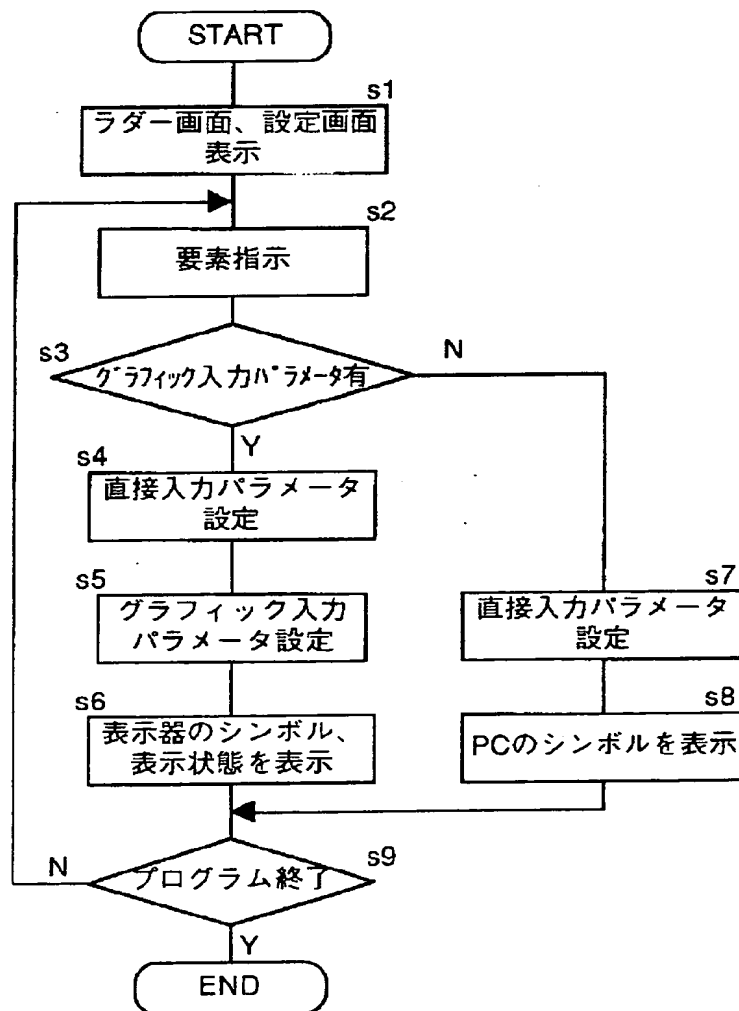 START
s1
ラダー画面、設定画面
表示
s2
要素指示
s3
グラフィック入力パラメータ有
N
Y
s4
直接入力パラメータ
設定
s5
グラフィック入力
パラメータ設定
s6
表示器のシンボル、
表示状態を表示
s7
直接入力パラメータ
設定
s8
PCのシンボルを表示
s9
プログラム終了
N
Y
END